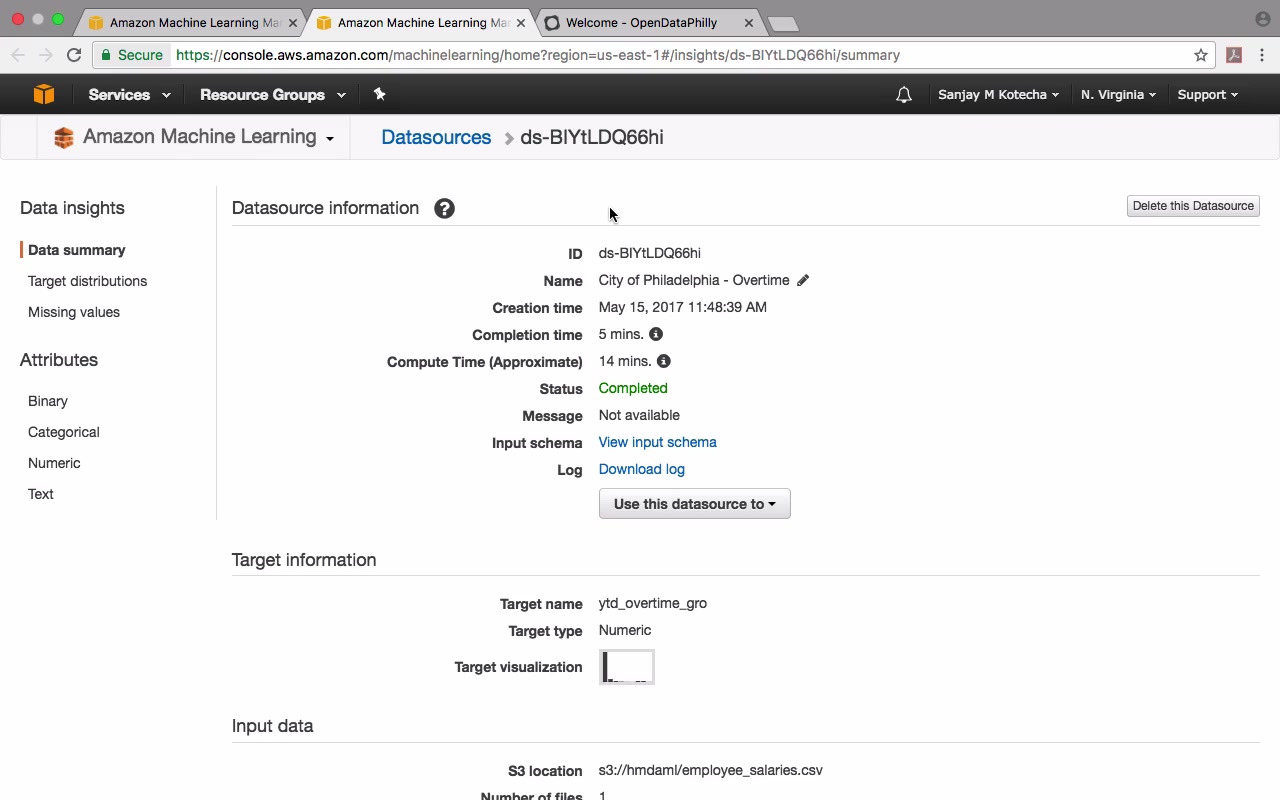 Amazon Machine Learning Mar
Amazon Machine Learning Mar
Welcome - OpenDataPhilly
Secure https://console.aws.amazon.com/machinelearning/home?region=us-east-1#/insights/ds-BIYtLDQ66hi/summary
Services Resource Groups Sanjay M Kotecha N. Virginia Support
Amazon Machine Learning Datasources ds-BIYtLDQ66hi
Data insights
Data summary
Target distributions
Missing values
Attributes
Binary
Categorical
Numeric
Text
Datasource information ? Delete this Datasource
ID ds-BIYtLDQ66hi
Name City of Philadelphia - Overtime
Creation time May 15, 2017 11:48:39 AM
Completion time 5 mins.
Compute Time (Approximate) 14 mins.
Status Completed
Message Not available
Input schema View input schema
Log Download log
Use this datasource to
Target information
Target name ytd_overtime_gro
Target type Numeric
Target visualization
Input data
S3 location s3://hmdaml/employee_salaries.csv
Number of files 1